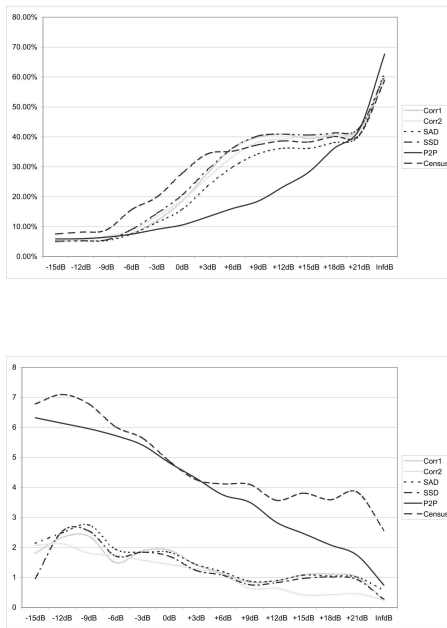 80.00%
70.00%
60.00%
50.00%
40.00%
30.00%
20.00%
10.00%
0.00%
-15dB -12dB -9dB -6dB -3dB 0dB +3dB +6dB +9dB +12dB +15dB +18dB +21dB InfdB
Corr1
Corr2
SAD
SSD
P2P
Census
8
7
6
5
4
3
2
1
0
-15dB -12dB -9dB -6dB -3dB 0dB +3dB +6dB +9dB +12dB +15dB +18dB +21dB InfdB
Corr1
Corr2
SAD
SSD
P2P
Census